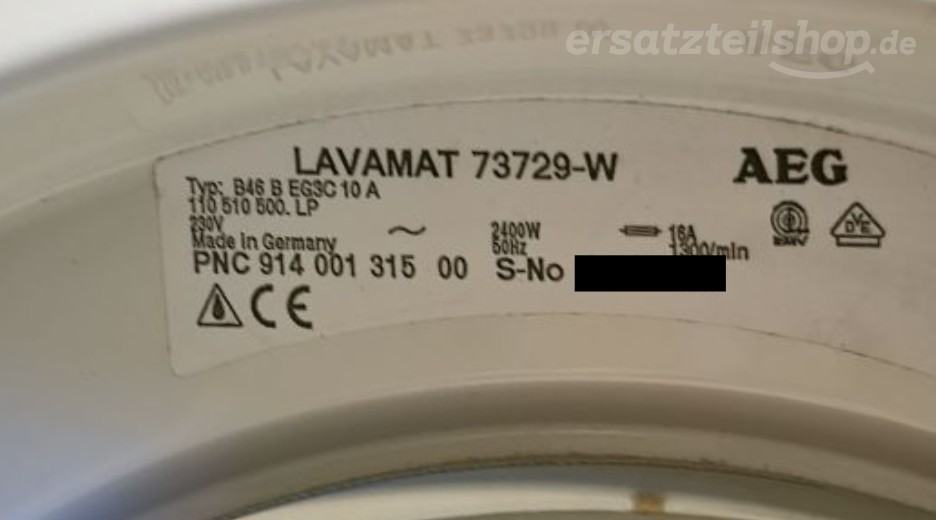 ersatzteilshop.de
LAVAMAT 73729-W AEG
Typ: B46 B EG3C 10 A
110 510 500. LP
230V ~ 2400W 16A
50Hz 1300/min
Made in Germany
PNC 914 001 315 00 S-No
CE
VDE